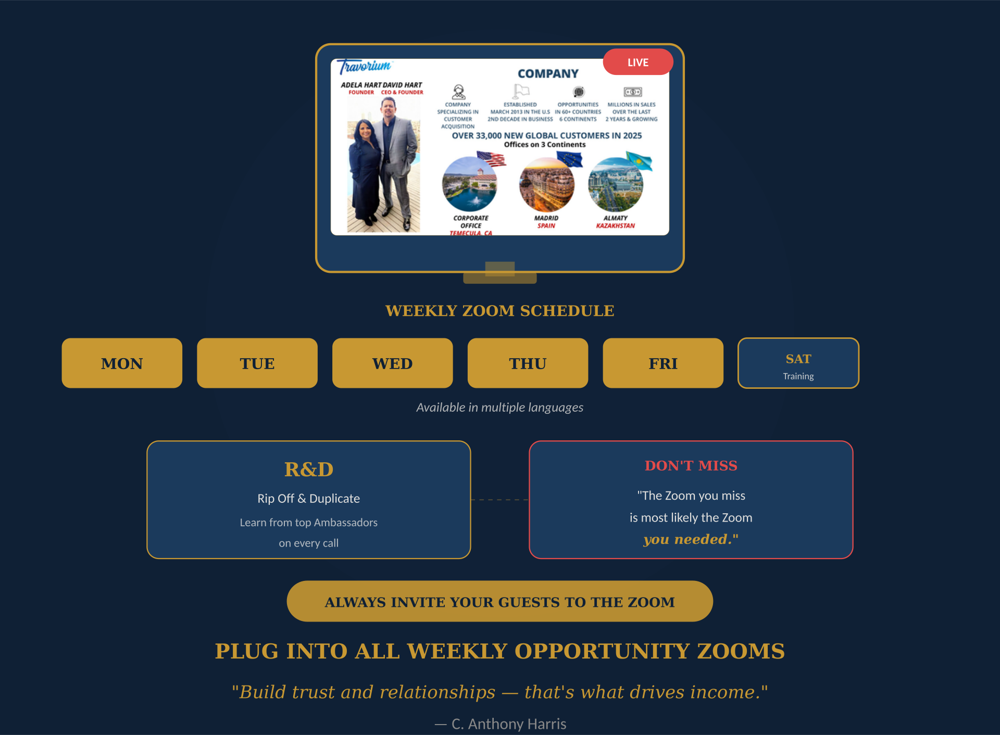 LIVE
Travorium
COMPANY
ADELA HART DAVID HART
FOUNDER CEO & FOUNDER
COMPANY
SPECIALIZING IN
CUSTOMER
ACQUISITION
ESTABLISHED
MARCH 2013 IN THE U.S
2ND DECADE IN BUSINESS
OPPORTUNITIES
IN 60+ COUNTRIES
6 CONTINENTS
MILLIONS IN SALES
OVER THE LAST
2 YEARS & GROWING
OVER 33,000 NEW GLOBAL CUSTOMERS IN 2025
Offices on 3 Continents
CORPORATE
OFFICE
TEMECULA, CA
MADRID
SPAIN
ALMATY
KAZAKHSTAN
WEEKLY ZOOM SCHEDULE
MON
TUE
WED
THU
FRI
SAT
Training
Available in multiple languages
R&D
Rip Off & Duplicate
Learn from top Ambassadors
on every call
DON'T MISS
"The Zoom you miss
is most likely the Zoom
you needed."
ALWAYS INVITE YOUR GUESTS TO THE ZOOM
PLUG INTO ALL WEEKLY OPPORTUNITY ZOOMS
"Build trust and relationships — that's what drives income."
— C. Anthony Harris